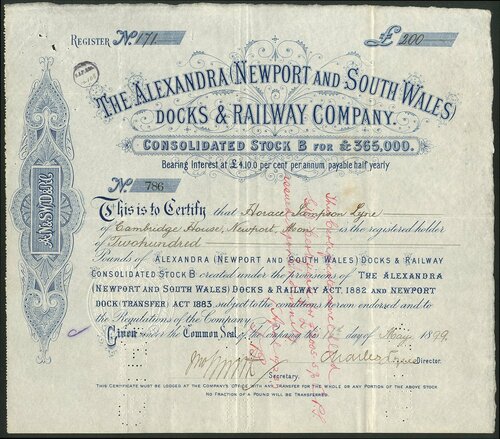 REGISTER No. 171.
£ 200
THE ALEXANDRA (NEWPORT AND SOUTH WALES)
DOCKS & RAILWAY COMPANY.
CONSOLIDATED STOCK B FOR £365,000.
Bearing Interest at £4.10.0 per cent per annum, payable half yearly
No. 786
This is to Certify that Horace Sampson Lyne
of Cambridge House, Newport, Mon is the registered holder
of Two hundred
Pounds of ALEXANDRA (NEWPORT AND SOUTH WALES) DOCKS & RAILWAY
CONSOLIDATED STOCK B created under the provisions of THE ALEXANDRA
(NEWPORT AND SOUTH WALES) DOCKS & RAILWAY ACT, 1882 AND NEWPORT
DOCK (TRANSFER) ACT 1883, subject to the conditions hereon endorsed and to
the Regulations of the Company.
Given under the Common Seal of the Company the day of May 1899
Director.
Secretary.
THIS CERTIFICATE MUST BE LODGED AT THE COMPANY'S OFFICE WITH ANY TRANSFER FOR THE WHOLE OR ANY PORTION OF THE ABOVE STOCK
NO FRACTION OF A POUND WILL BE TRANSFERRED.